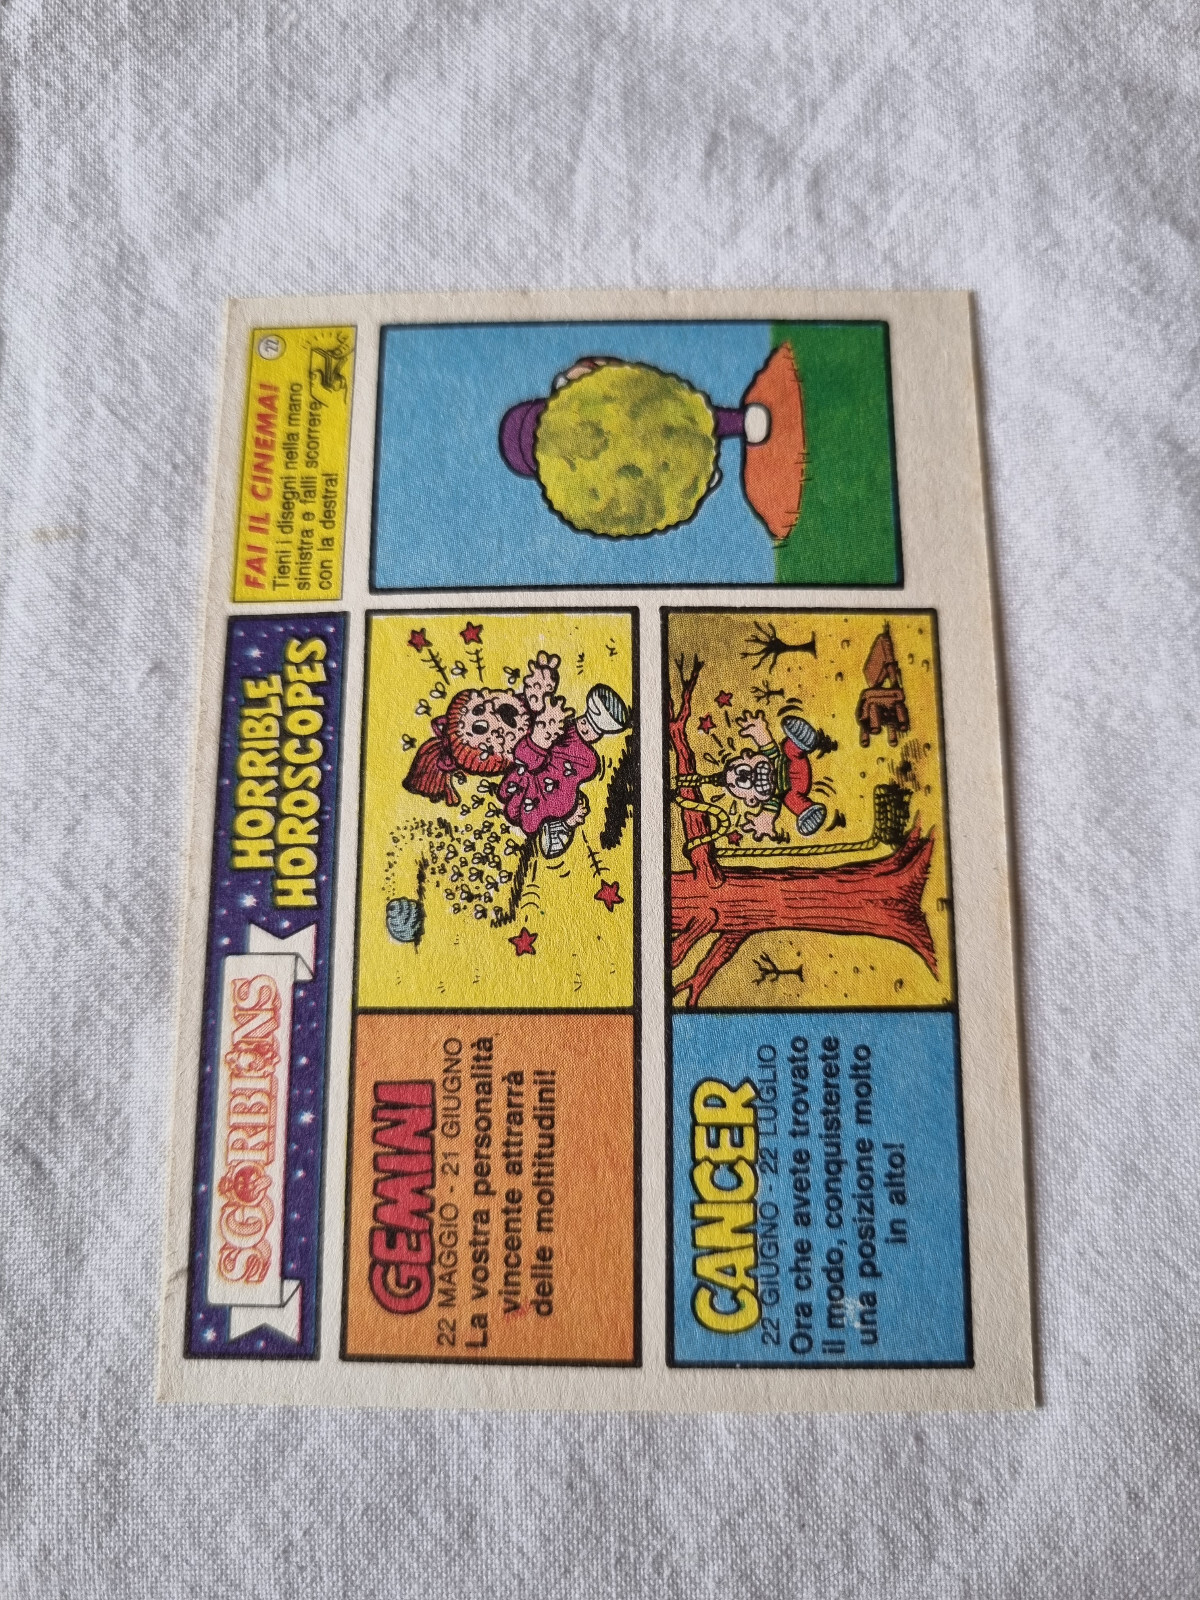 SGORBIONS
HORRIBLE
HOROSCOPES
FAI IL CINEMA!
22
Tieni i disegni nella mano
sinistra e falli scorrere
con la destra!
GEMINI
22 MAGGIO - 21 GIUGNO
La vostra personalità
vincente attrarà
delle moltitudini!
CANCER
22 GIUGNO - 22 LUGLIO
Ora che avete trovato
il modo, conquisterete
una posizione molto
in alto!